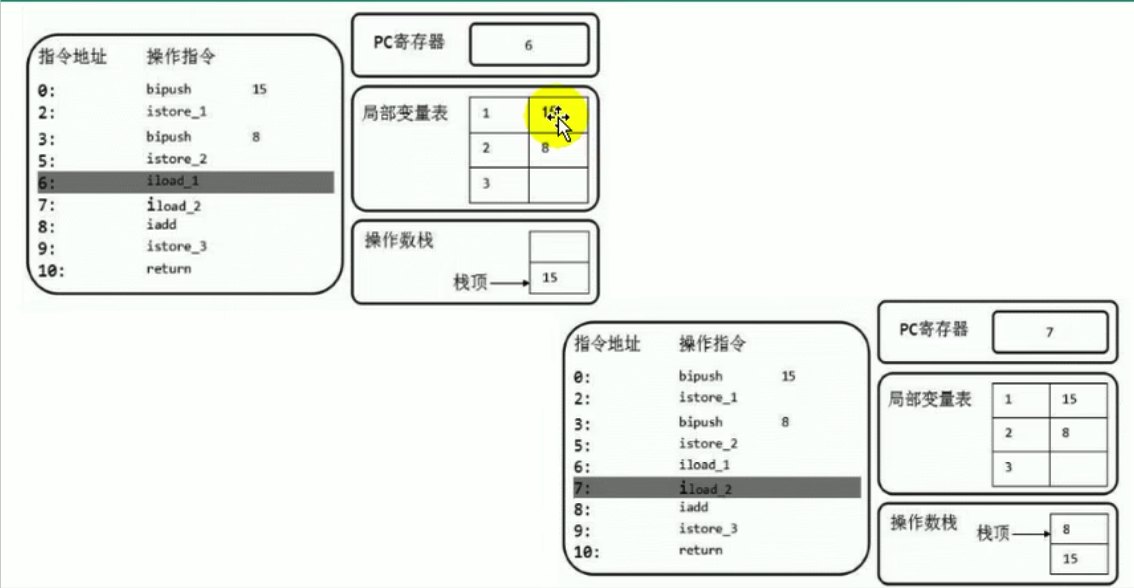 指令地址 操作指令
0: bipush 15
2: istore_1
3: bipush 8
5: istore_2
6: iload_1
7: iload_2
8: iadd
9: istore_3
10: return
PC寄存器 6
局部变量表 1 15
2 8
3
操作数栈
栈顶 15
指令地址 操作指令
0: bipush 15
2: istore_1
3: bipush 8
5: istore_2
6: iload_1
7: iload_2
8: iadd
9: istore_3
10: return
PC寄存器 7
局部变量表 1 15
2 8
3
操作数栈 栈顶 8
15